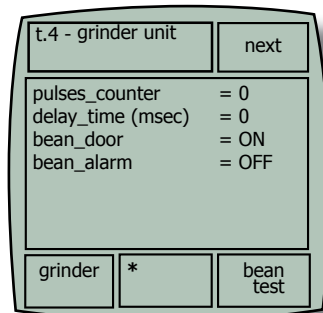 t.4 - grinder unit
next
pulses_counter = 0
delay_time (msec) = 0
bean_door = ON
bean_alarm = OFF
grinder
*
bean
test